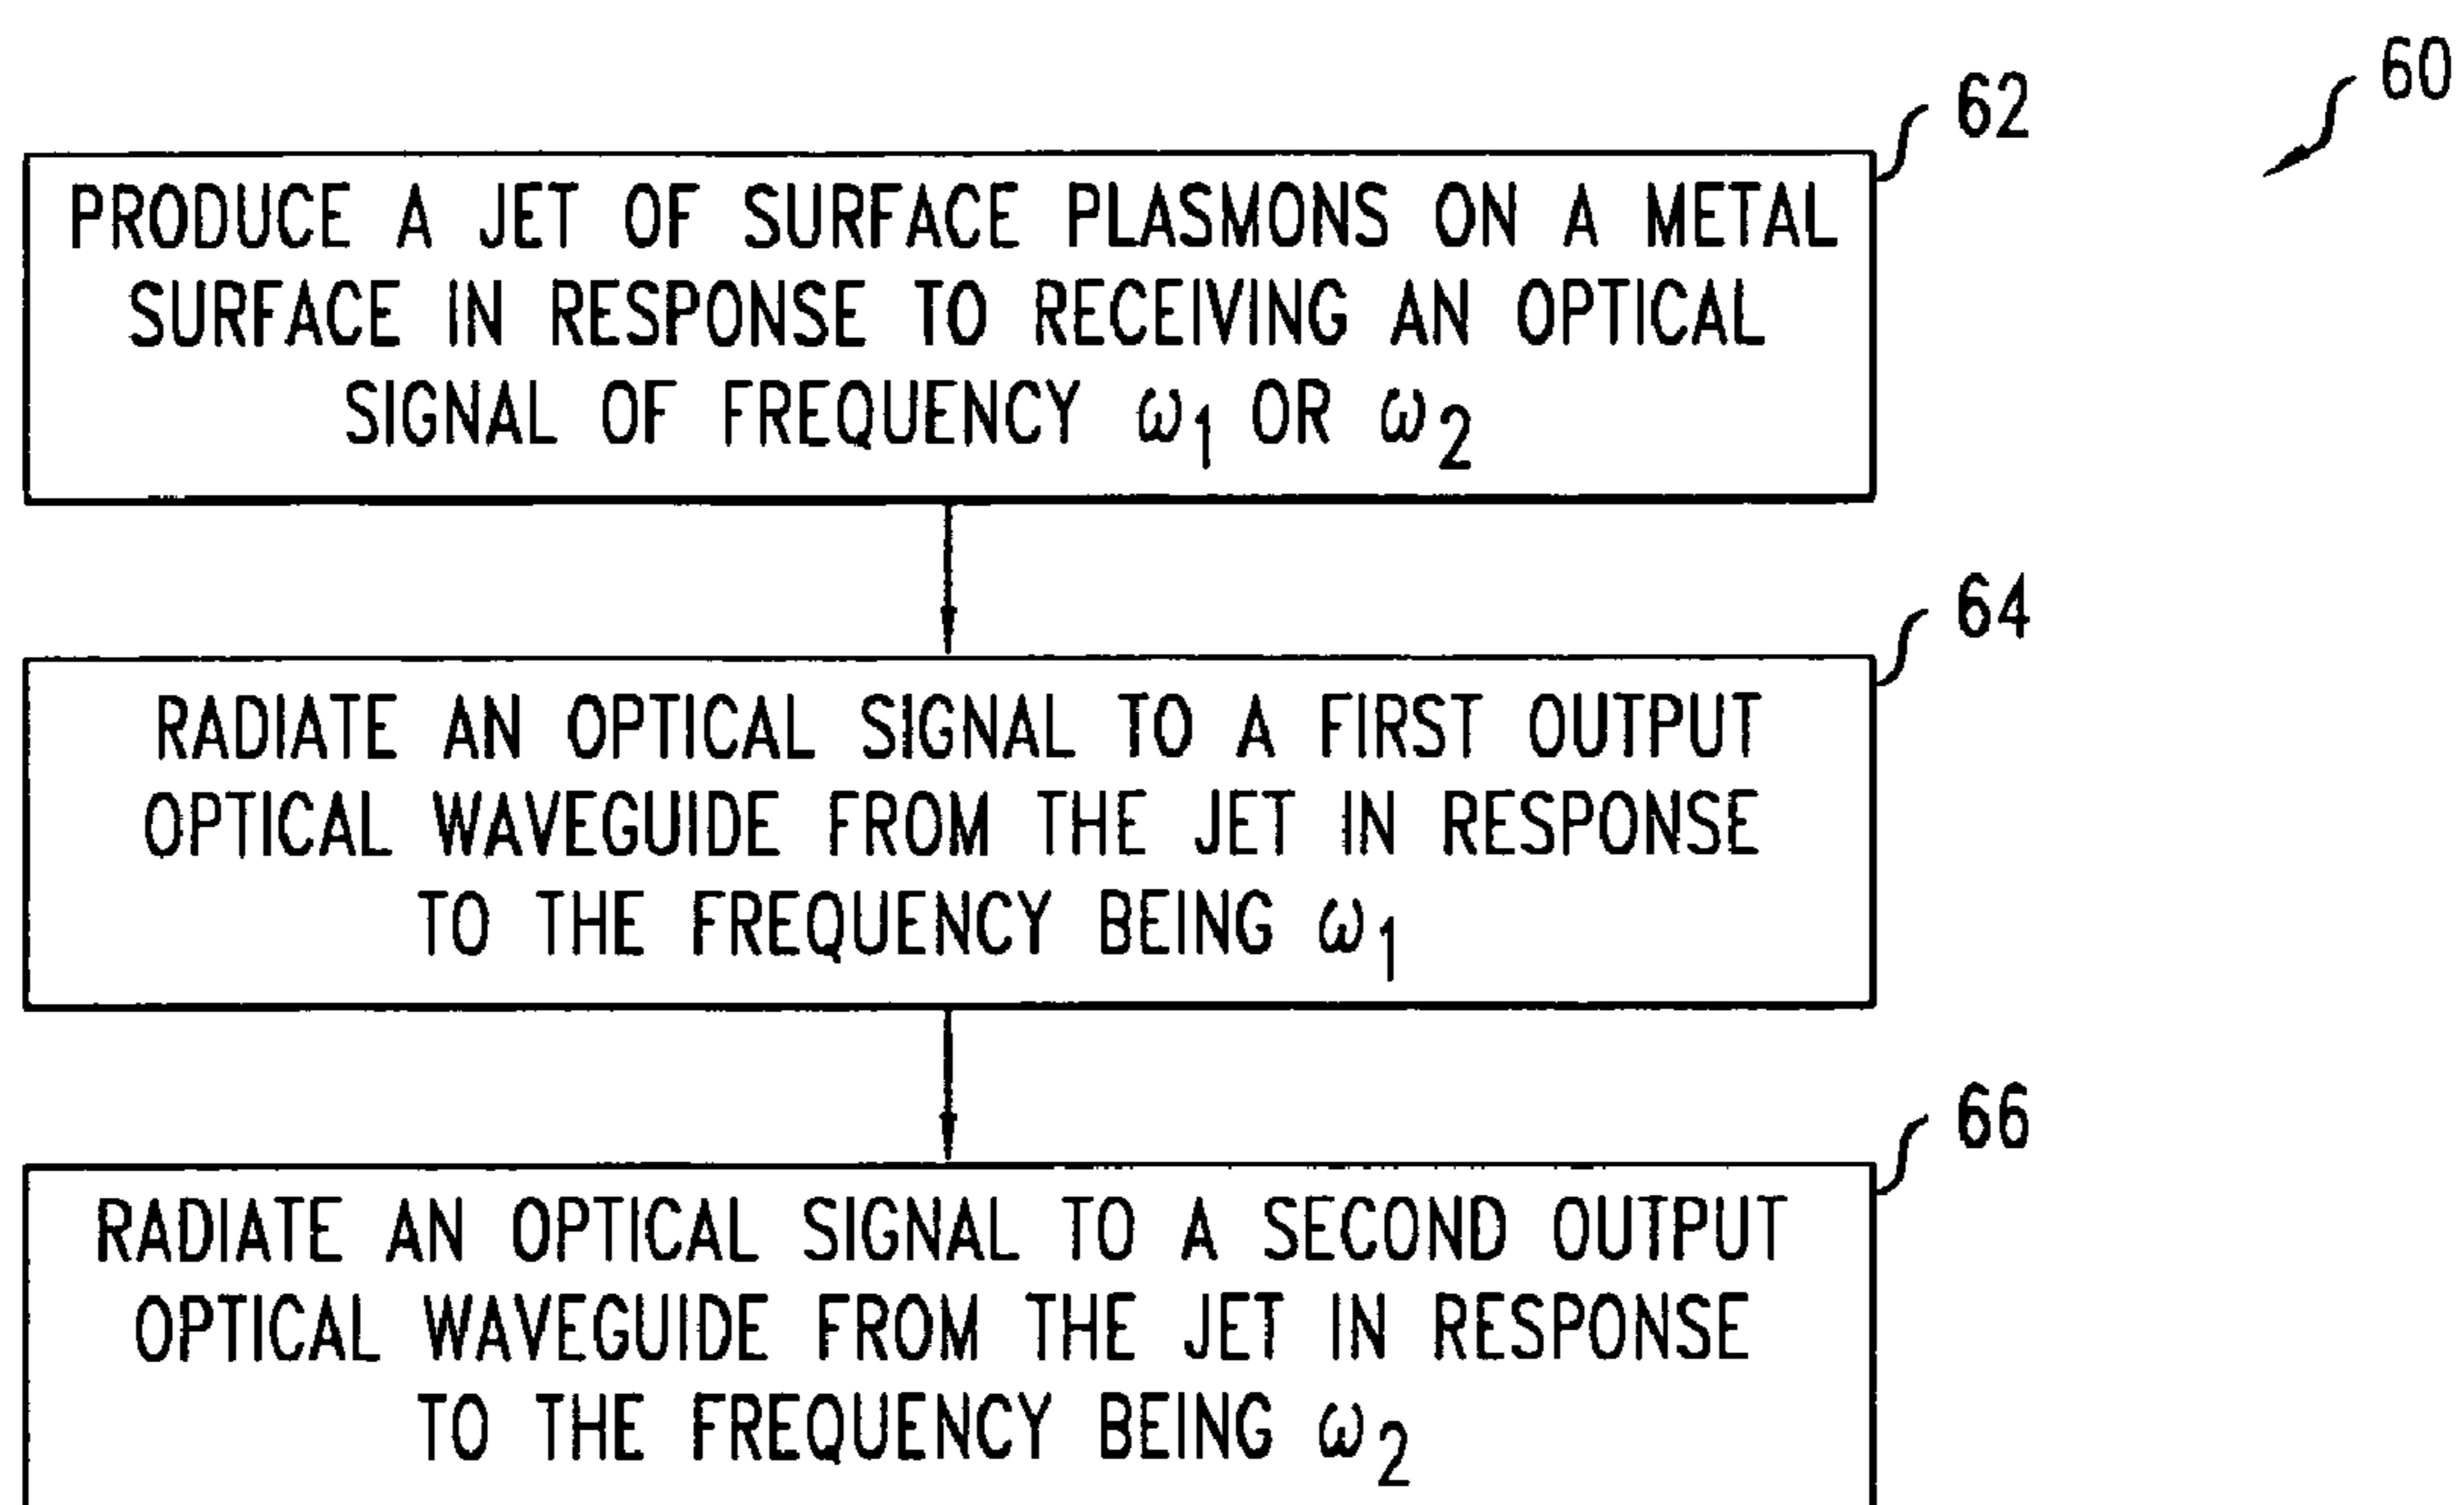 60
62
PRODUCE A JET OF SURFACE PLASMONS ON A METAL
SURFACE IN RESPONSE TO RECEIVING AN OPTICAL
SIGNAL OF FREQUENCY ω1 OR ω2
64
RADIATE AN OPTICAL SIGNAL TO A FIRST OUTPUT
OPTICAL WAVEGUIDE FROM THE JET IN RESPONSE
TO THE FREQUENCY BEING ω1
66
RADIATE AN OPTICAL SIGNAL TO A SECOND OUTPUT
OPTICAL WAVEGUIDE FROM THE JET IN RESPONSE
TO THE FREQUENCY BEING ω2